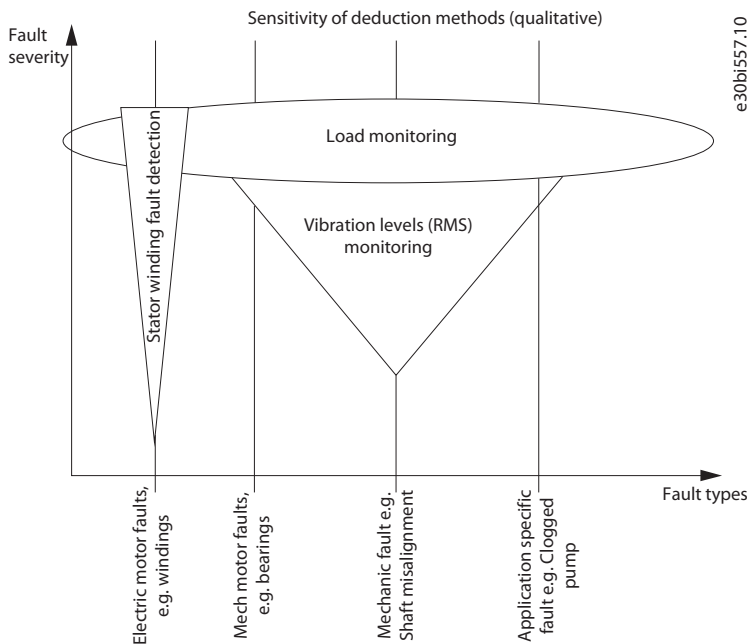 Sensitivity of deduction methods (qualitative)
Fault
severity
e30bi557.10
Load monitoring
Stator winding fault detection
Vibration levels (RMS)
monitoring
Fault types
Electric motor faults,
e.g. windings
Mech motor faults,
e.g. bearings
Mechanic fault e.g.
Shaft misalignment
Application specific
fault e.g. Clogged
pump